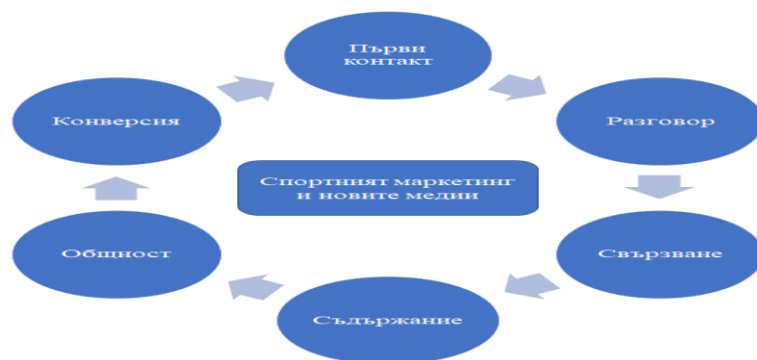 Първи
контакт
Разговор
Свързване
Съдържание
Общност
Конверсия
Спортният маркетинг
и новите медии